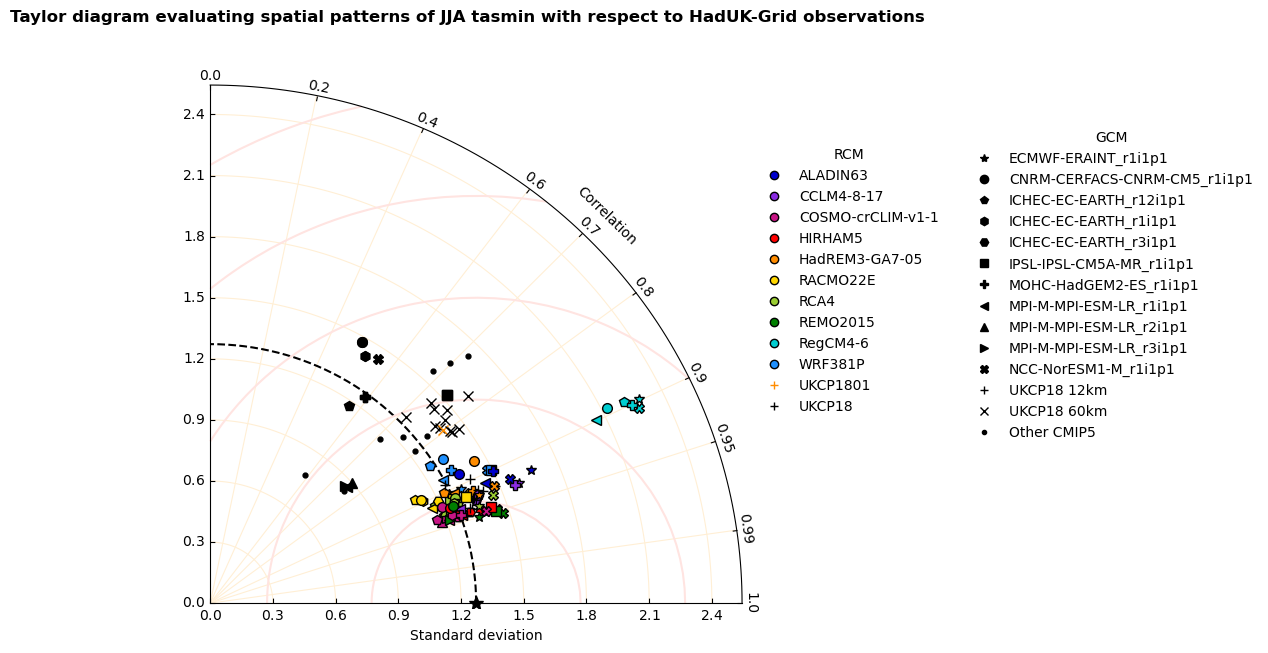 Taylor diagram evaluating spatial patterns of JJA tasmin with respect to HadUK-Grid observations
0.0
0.2
0.4
0.6
Correlation
0.7
0.8
0.9
0.95
0.99
1.0
2.4
2.1
1.8
1.5
1.2
0.9
0.6
0.3
0.0
0.0 0.3 0.6 0.9 1.2 1.5 1.8 2.1 2.4
Standard deviation
RCM
ALADIN63
CCLM4-8-17
COSMO-crCLIM-v1-1
HIRHAM5
HadREM3-GA7-05
RACMO22E
RCA4
REMO2015
RegCM4-6
WRF381P
UKCP1801
UKCP18
GCM
ECMWF-ERAINT_r1i1p1
CNRM-CERFACS-CNRM-CM5_r1i1p1
ICHEC-EC-EARTH_r12i1p1
ICHEC-EC-EARTH_r1i1p1
ICHEC-EC-EARTH_r3i1p1
IPSL-IPSL-CM5A-MR_r1i1p1
MOHC-HadGEM2-ES_r1i1p1
MPI-M-MPI-ESM-LR_r1i1p1
MPI-M-MPI-ESM-LR_r2i1p1
MPI-M-MPI-ESM-LR_r3i1p1
NCC-NorESM1-M_r1i1p1
UKCP18 12km
UKCP18 60km
Other CMIP5